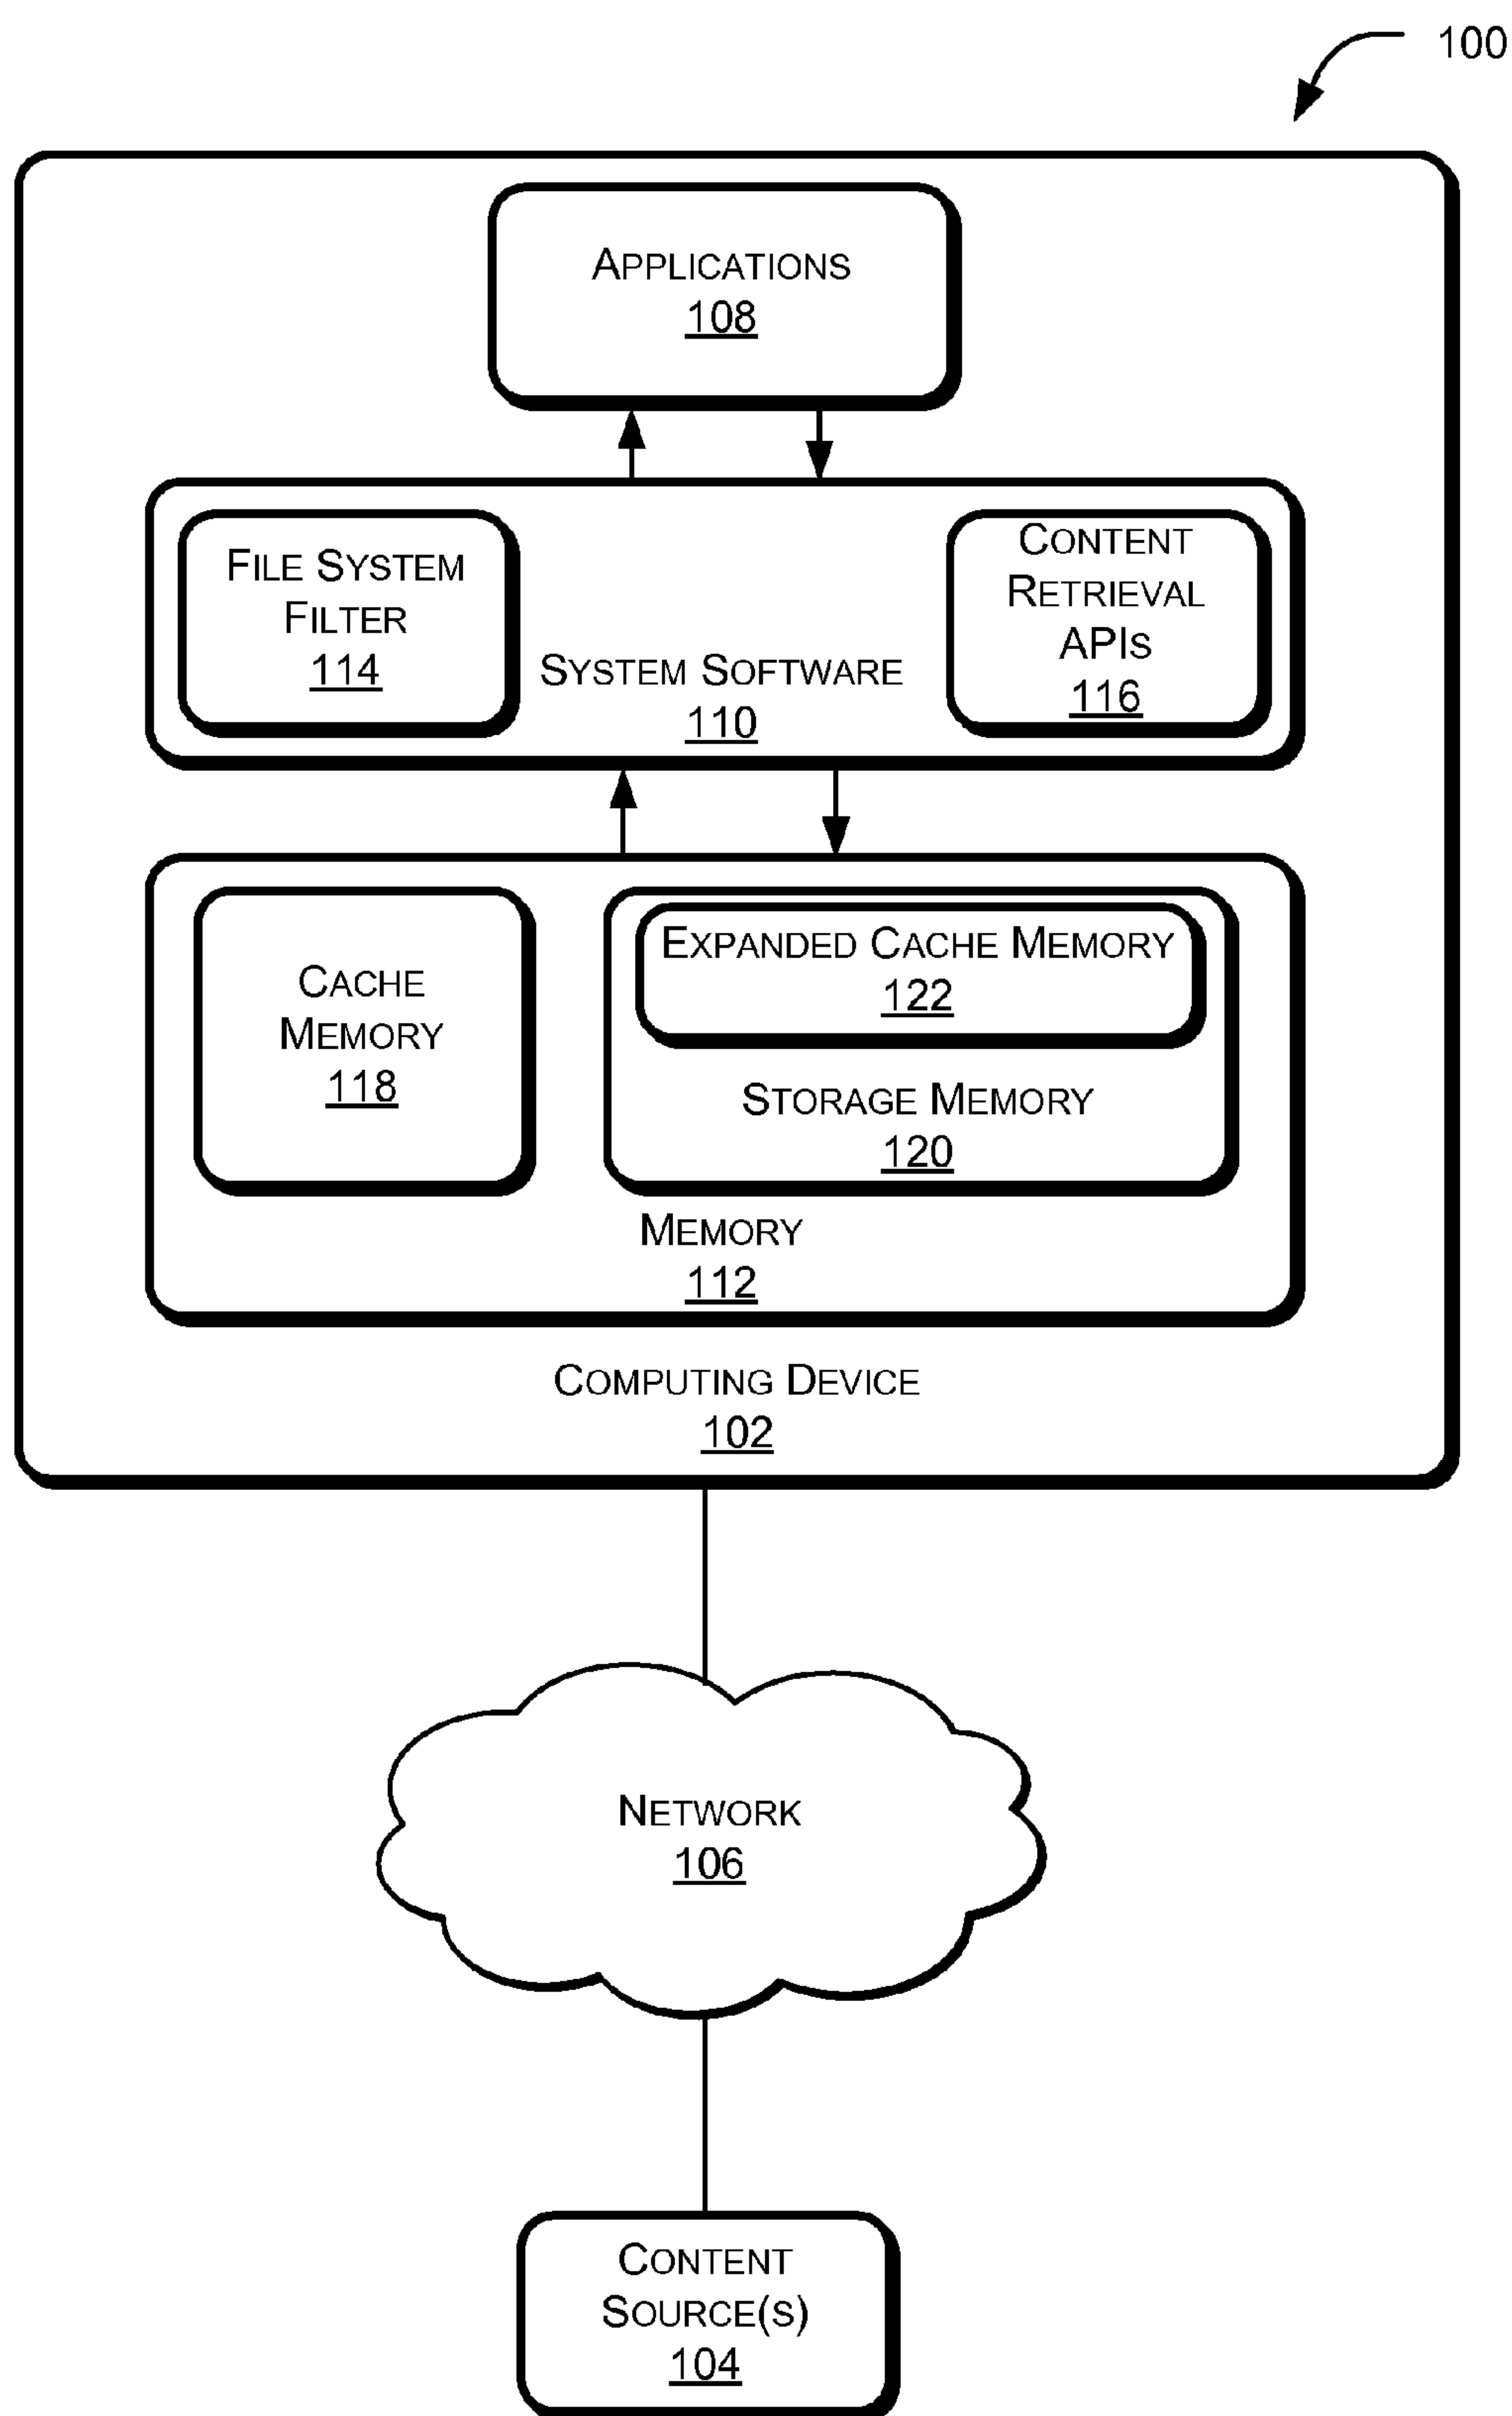 100
APPLICATIONS
108
FILE SYSTEM
FILTER
114
SYSTEM SOFTWARE
110
CONTENT
RETRIEVAL
APIS
116
CACHE
MEMORY
118
EXPANDED CACHE MEMORY
122
STORAGE MEMORY
120
MEMORY
112
COMPUTING DEVICE
102
NETWORK
106
CONTENT
SOURCE(S)
104